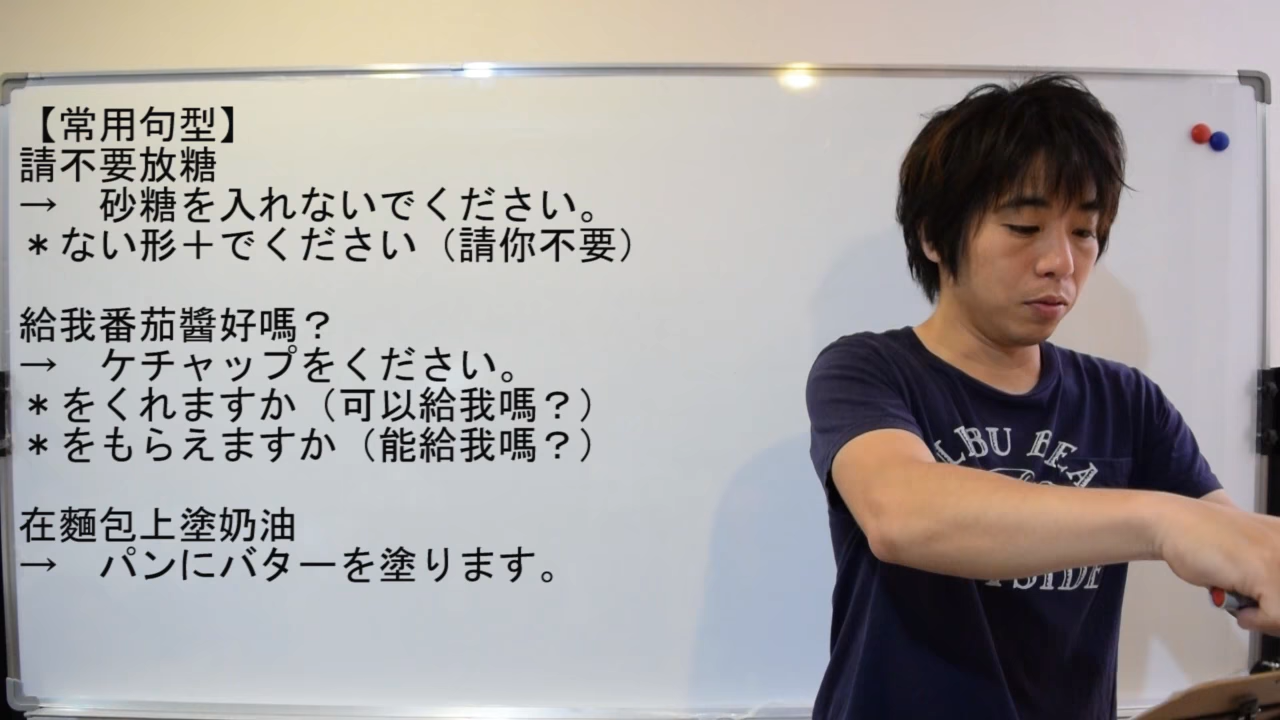 【常用句型】
請不要放糖
→　砂糖を入れないでください。
＊ない形＋でください（請你不要）
給我番茄醬好嗎？
→　ケチャップをください。
＊をくれますか（可以給我嗎？）
＊をもらえますか（能給我嗎？）
在麵包上塗奶油
→　パンにバターを塗ります。